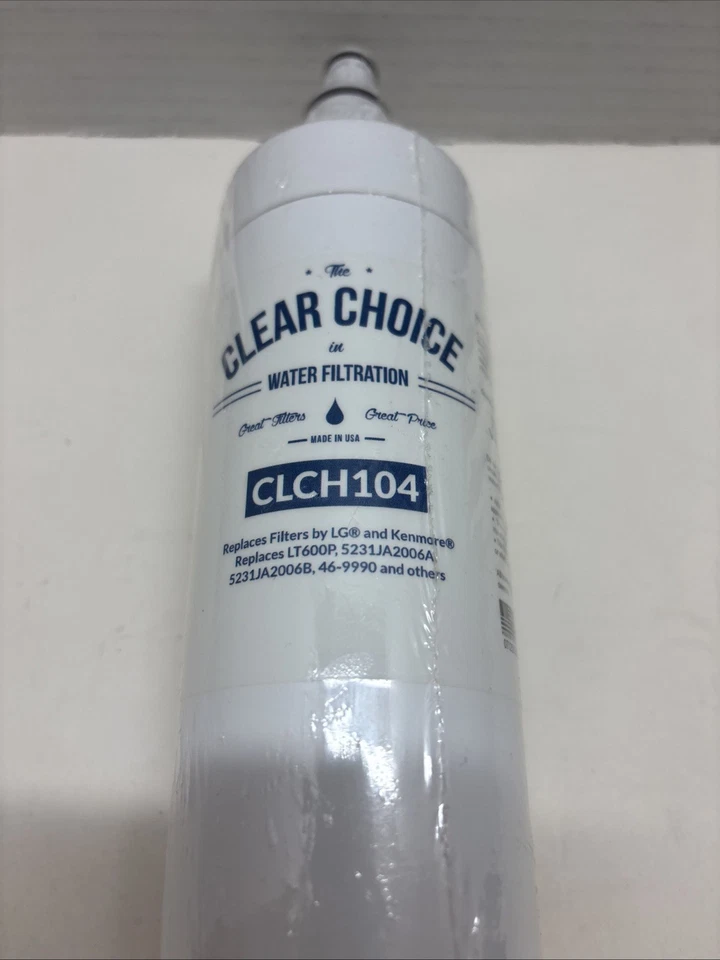 The
CLEAR CHOICE
in
WATER FILTRATION
Great Filters Great Price
MADE IN USA
CLCH104
Replaces Filters by LG® and Kenmore®
Replaces LT600P, 5231JA2006A,
5231JA2006B, 46-9990 and others